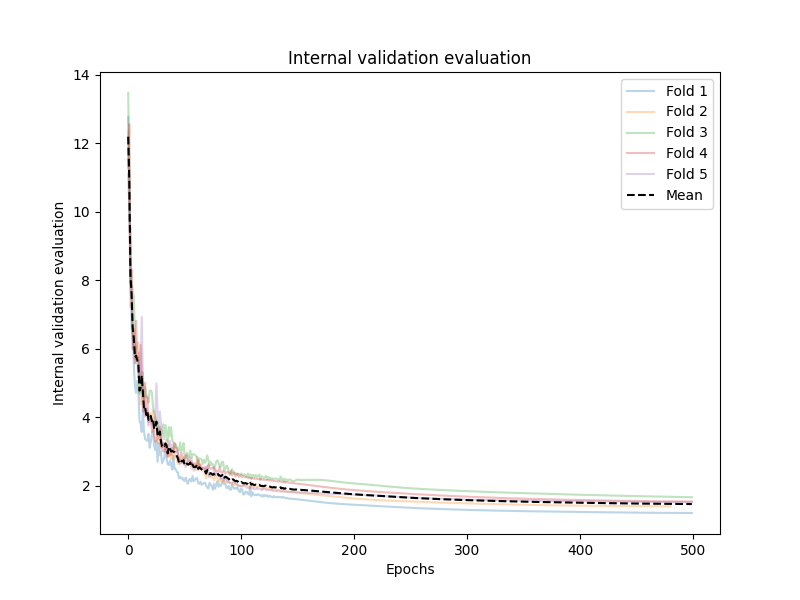 Internal validation evaluation
Internal validation evaluation
14
12
10
8
6
4
2
0
100
200
300
400
500
Epochs
Fold 1
Fold 2
Fold 3
Fold 4
Fold 5
Mean